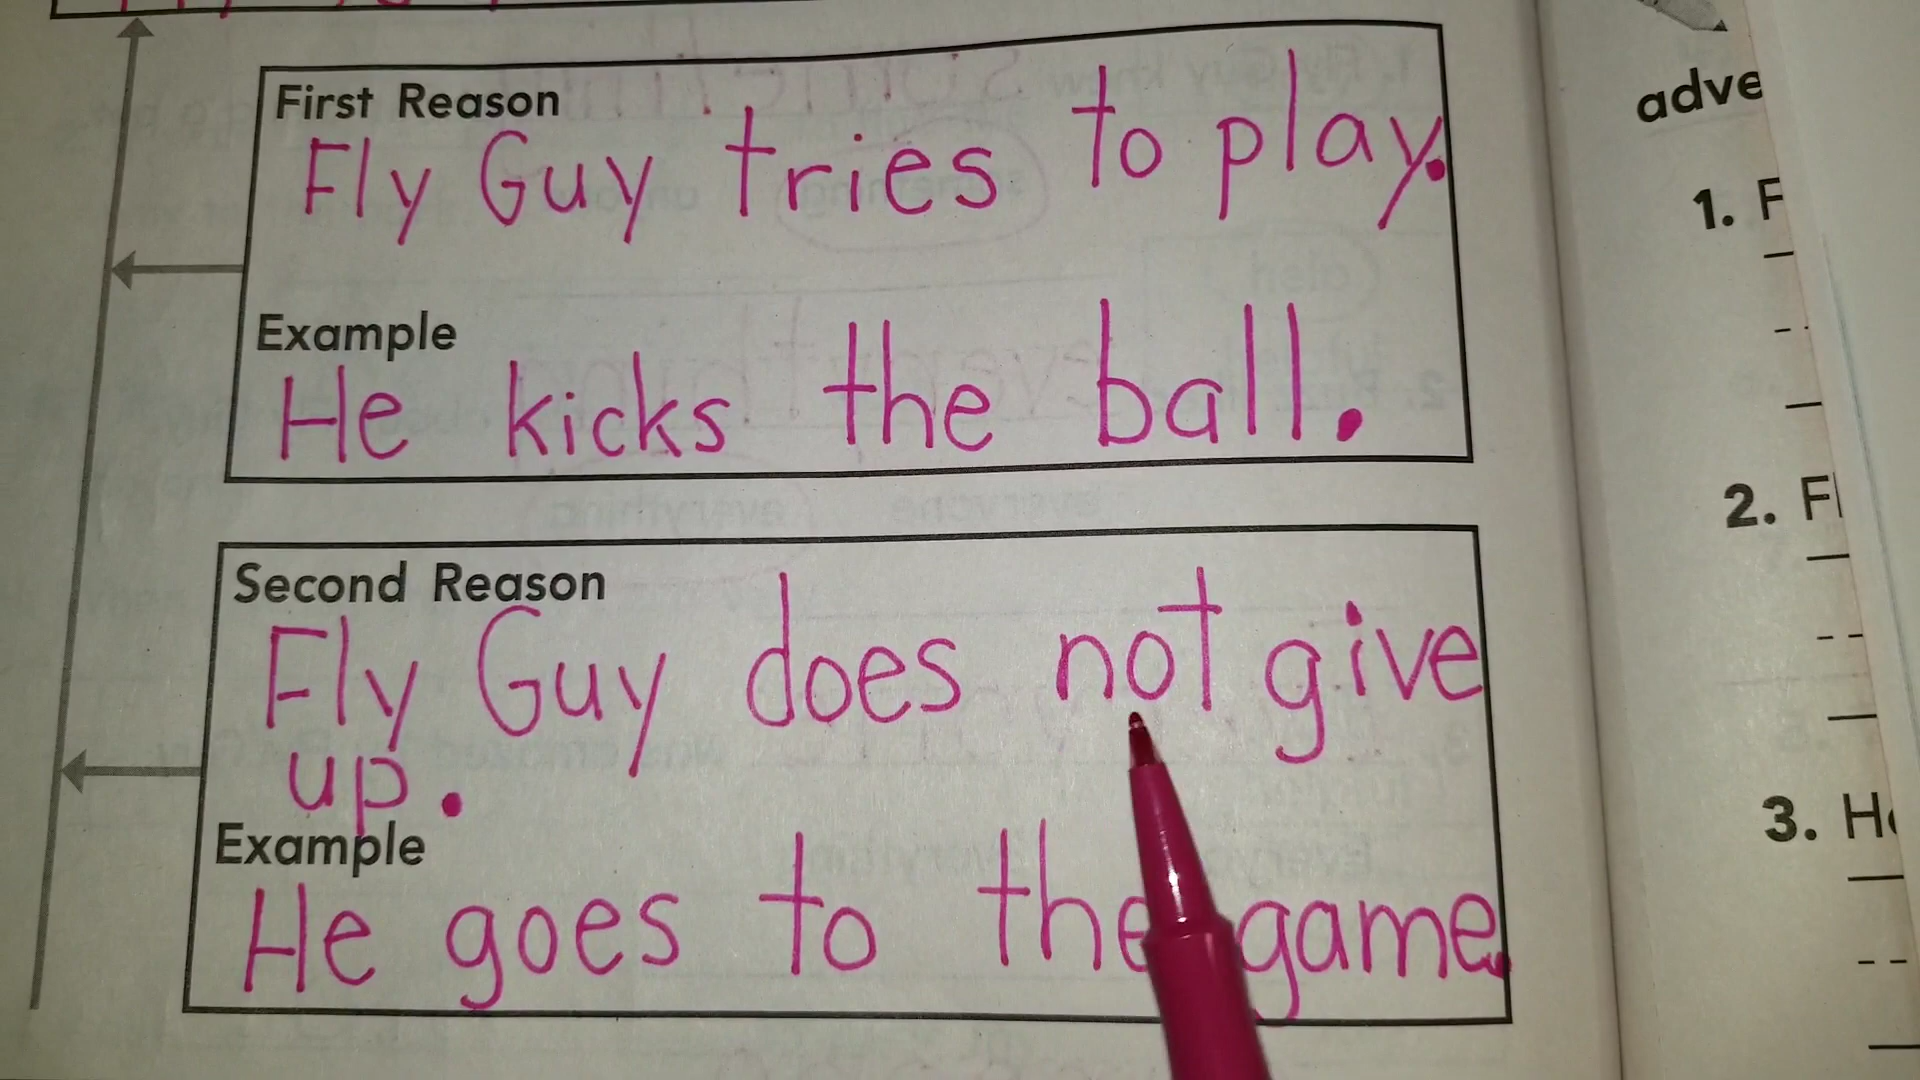 First Reason
Fly Guy tries to play.
Example
He kicks the ball.
Second Reason
Fly Guy does not give
up.
Example
He goes to the game.
adve
1. F
2. Fl
3. He